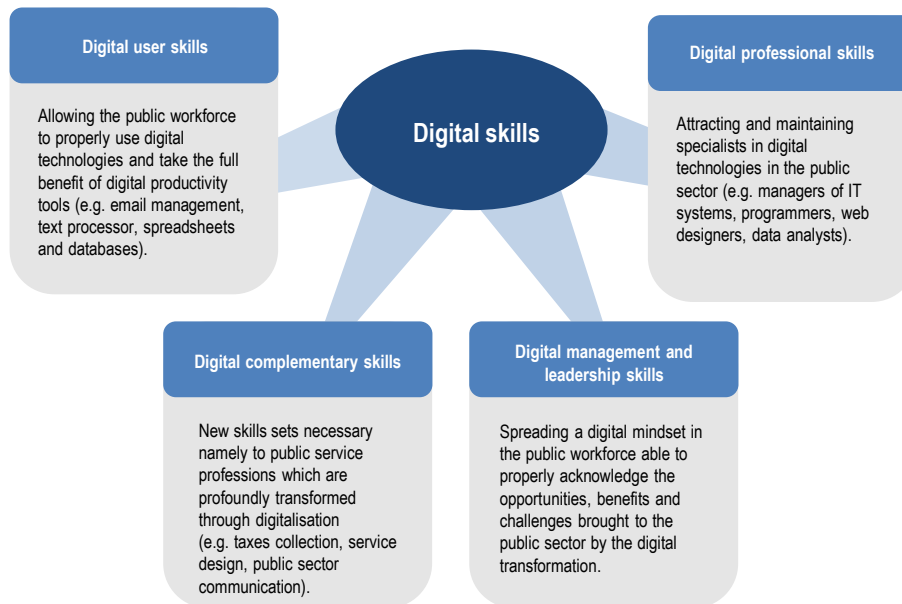 Digital skills
Digital user skills
Allowing the public workforce
to properly use digital
technologies and take the full
benefit of digital productivity
tools (e.g. email management,
text processor, spreadsheets
and databases).
Digital professional skills
Attracting and maintaining
specialists in digital
technologies in the public
sector (e.g. managers of IT
systems, programmers, web
designers, data analysts).
Digital complementary skills
New skills sets necessary
namely to public service
professions which are
profoundly transformed
through digitalisation
(e.g. taxes collection, service
design, public sector
communication).
Digital management and
leadership skills
Spreading a digital mindset in
the public workforce able to
properly acknowledge the
opportunities, benefits and
challenges brought to the
public sector by the digital
transformation.